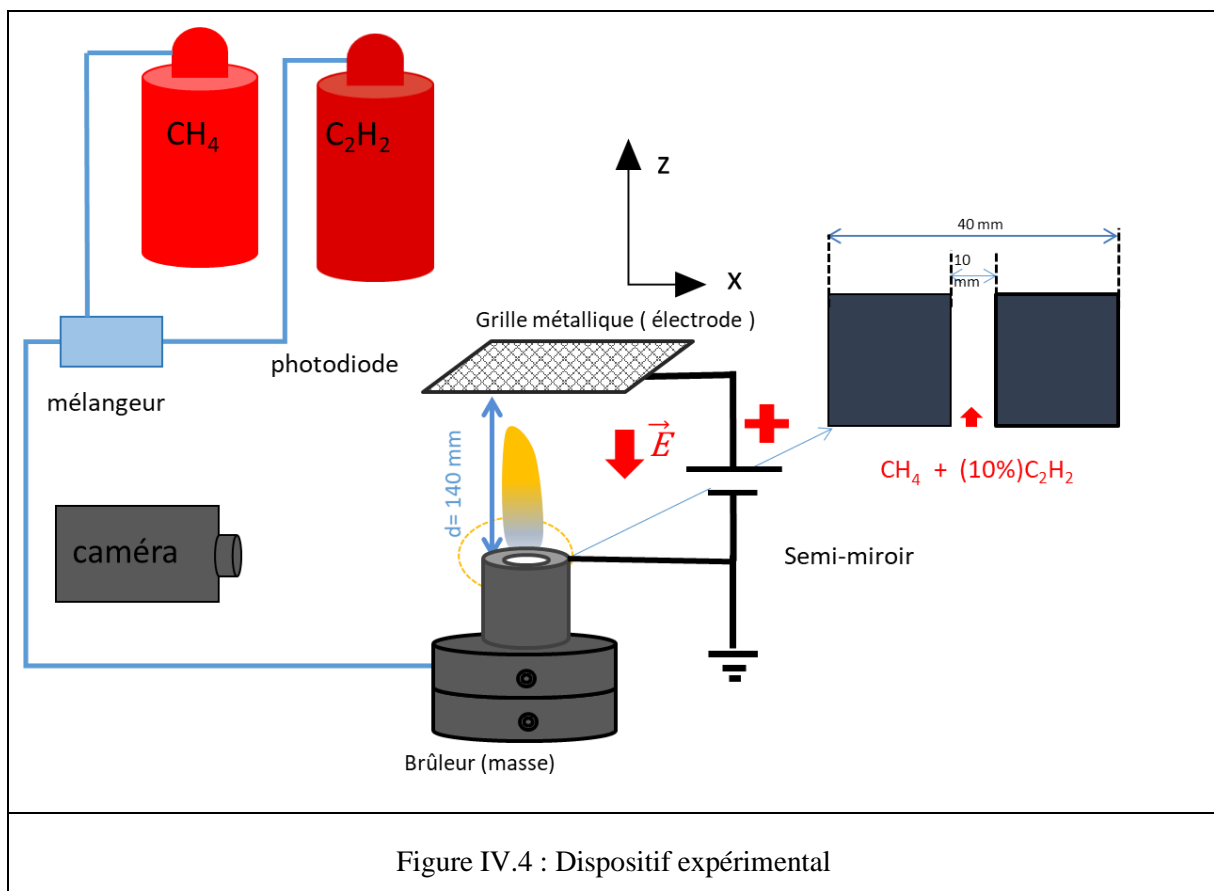 CH₄
C₂H₂
z
x
40 mm
10
mm
Grille métallique ( électrode )
photodiode
mélangeur
d= 140 mm
E⃗
CH₄ + (10%)C₂H₂
caméra
Semi-miroir
Brûleur (masse)
Figure IV.4 : Dispositif expérimental